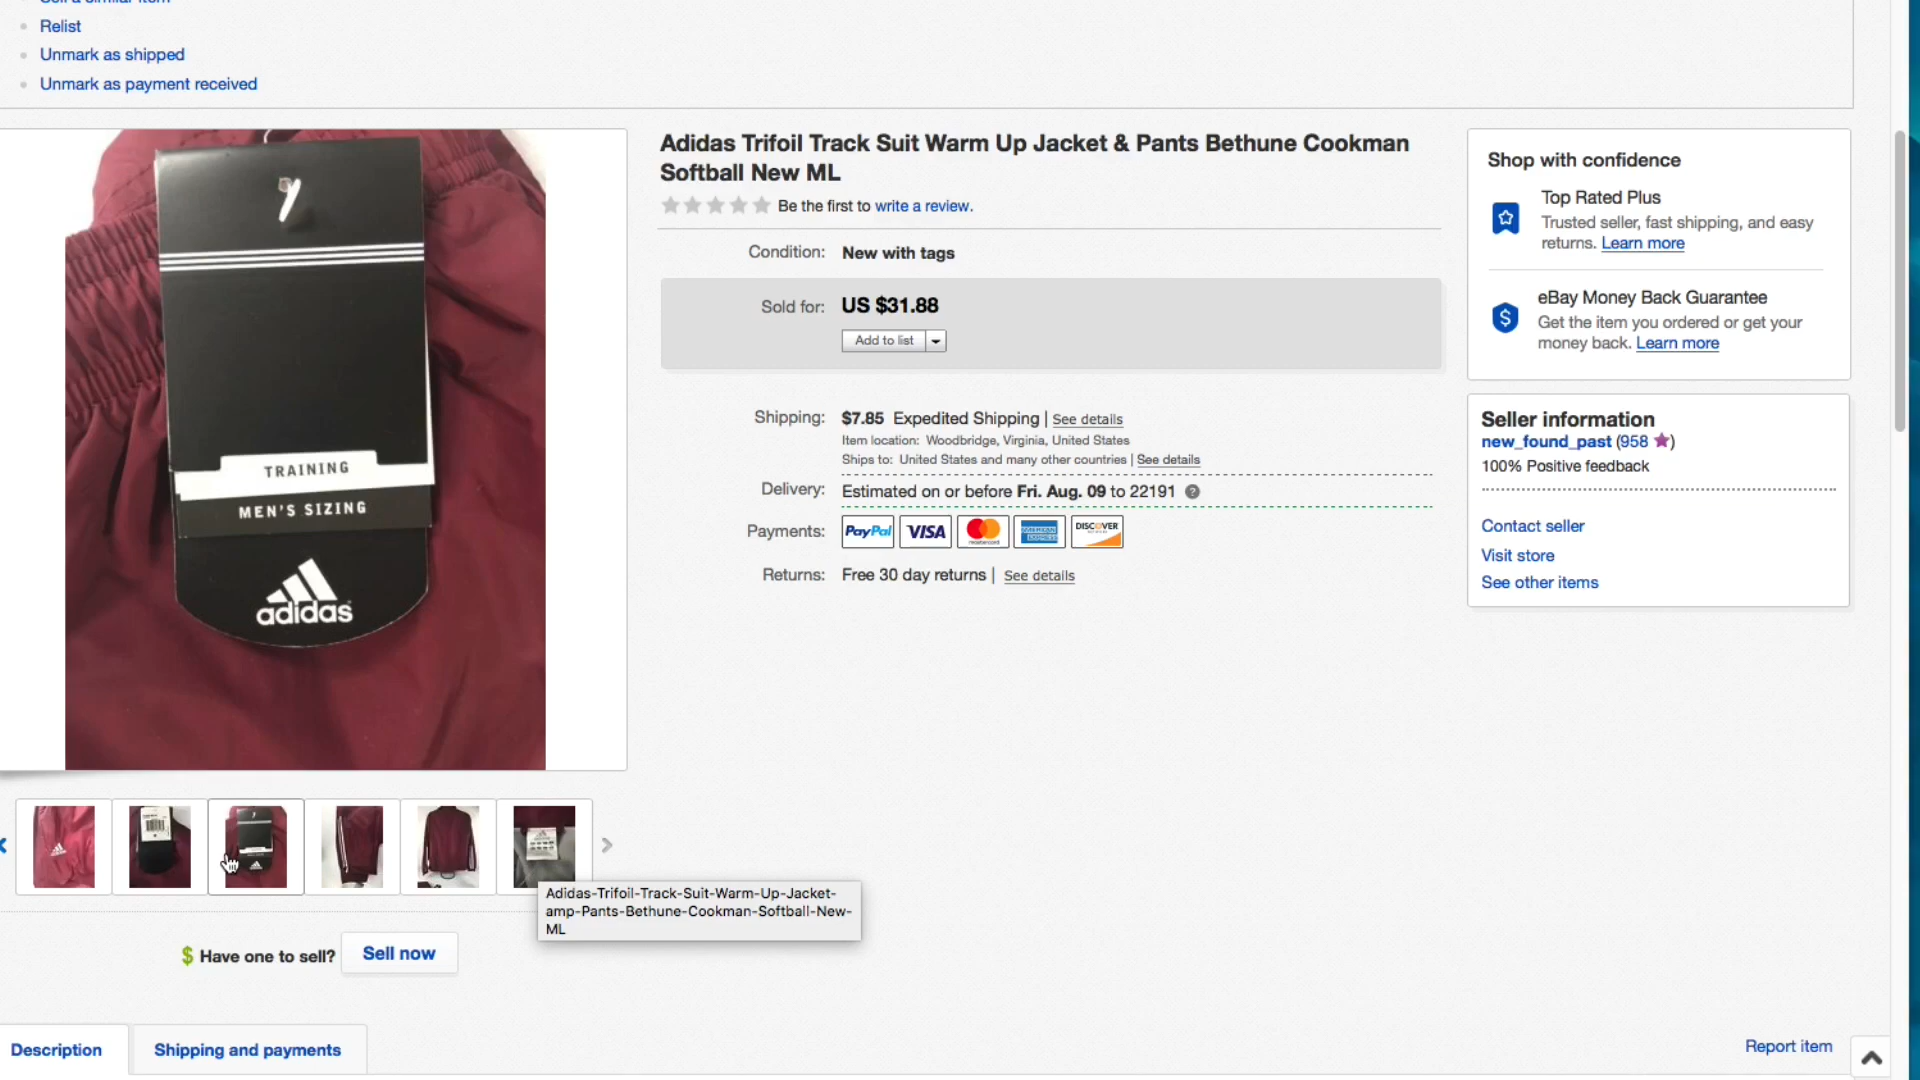 Sell a similar item
Relist
Unmark as shipped
Unmark as payment received
TRAINING
MEN'S SIZING
adidas
Adidas Trifoil Track Suit Warm Up Jacket & Pants Bethune Cookman
Softball New ML
Be the first to write a review.
Condition: New with tags
Sold for: US $31.88
Add to list
Shipping: $7.85 Expedited Shipping | See details
Item location: Woodbridge, Virginia, United States
Ships to: United States and many other countries | See details
Delivery: Estimated on or before Fri. Aug. 09 to 22191 ?
Payments: PayPal VISA mastercard AMERICAN EXPRESS DISCOVER
Returns: Free 30 day returns | See details
Shop with confidence
Top Rated Plus
Trusted seller, fast shipping, and easy
returns. Learn more
$
eBay Money Back Guarantee
Get the item you ordered or get your
money back. Learn more
Seller information
new_found_past (958 ★)
100% Positive feedback
Contact seller
Visit store
See other items
Adidas-Trifoil-Track-Suit-Warm-Up-Jacket-
amp-Pants-Bethune-Cookman-Softball-New-
ML
$ Have one to sell? Sell now
Description
Shipping and payments
Report item